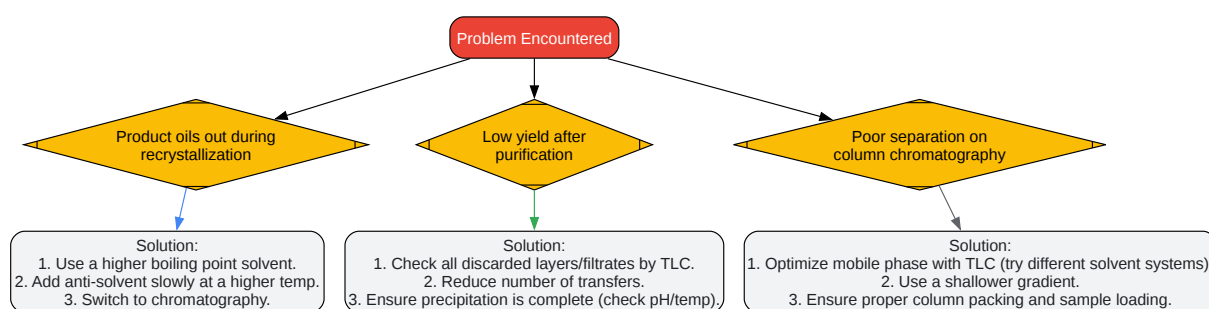 Problem Encountered
Product oils out during
recrystallization
Low yield after
purification
Poor separation on
column chromatography
Solution:
1. Use a higher boiling point solvent.
2. Add anti-solvent slowly at a higher temp.
3. Switch to chromatography.
Solution:
1. Check all discarded layers/filtrates by TLC.
2. Reduce number of transfers.
3. Ensure precipitation is complete (check pH/temp).
Solution:
1. Optimize mobile phase with TLC (try different solvent systems)
2. Use a shallower gradient.
3. Ensure proper column packing and sample loading.